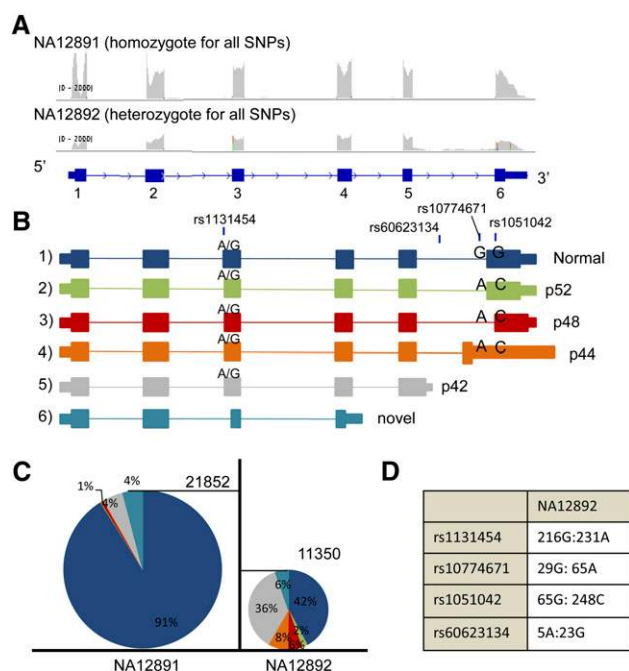 A
NA12891 (homozygote for all SNPs)
[0 - 2000]
NA12892 (heterozygote for all SNPs)
[0 - 2000]
5’ 3’
1 2 3 4 5 6
B
rs1131454 rs60623134 rs10774671 rs1051042
1) A/G G G Normal
2) A/G A C p52
3) A/G A C p48
4) A/G A C p44
5) A/G p42
6) novel
C
1% 4% 4% 21852
91%
NA12891
11350
6% 42%
36% 2%
8% 6%
NA12892
D
NA12892
rs1131454 216G:231A
rs10774671 29G: 65A
rs1051042 65G: 248C
rs60623134 5A:23G